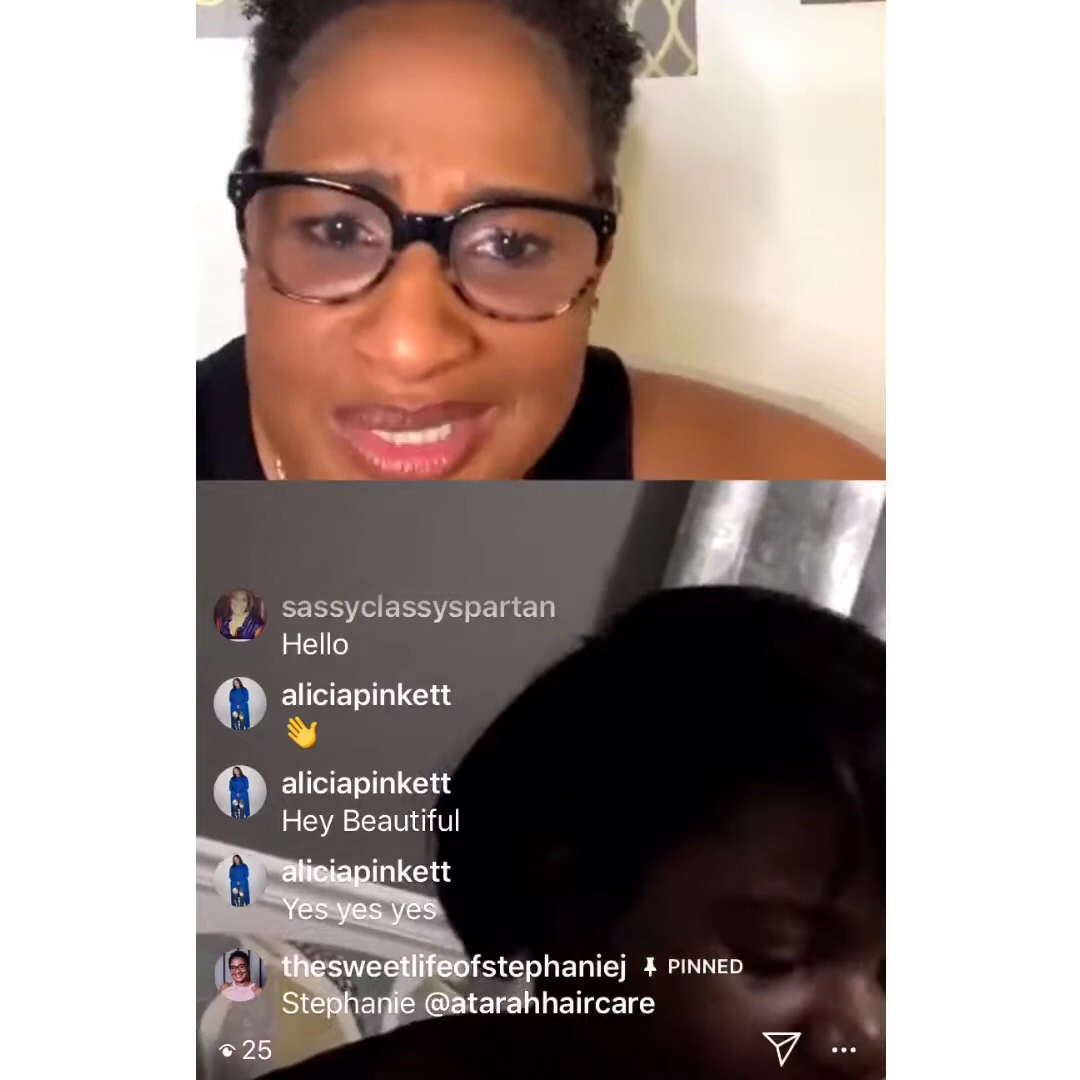 sassyclassyspartan
Hello
aliciapinkett
👋
aliciapinkett
Hey Beautiful
aliciapinkett
Yes yes yes
thesweetlifeofstephaniej PINNED
Stephanie @atarahhaircare
25